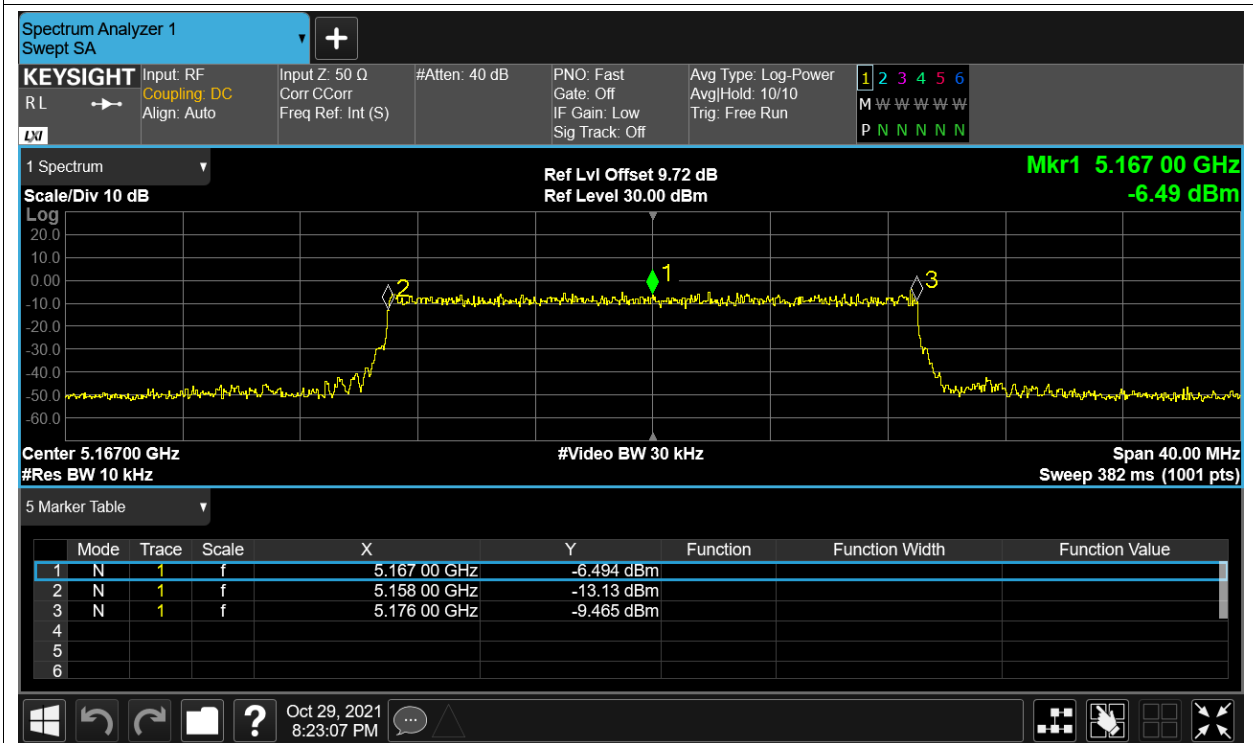 Spectrum Analyzer 1
Swept SA
+
KEYSIGHT
R L
LXI
Input: RF
Coupling: DC
Align: Auto
Input Z: 50 Ω
Corr CCorr
Freq Ref: Int (S)
#Atten: 40 dB
PNO: Fast
Gate: Off
IF Gain: Low
Sig Track: Off
Avg Type: Log-Power
Avg|Hold: 10/10
Trig: Free Run
1 2 3 4 5 6
M W W W W W
P N N N N N
1 Spectrum
Scale/Div 10 dB
Ref Lvl Offset 9.72 dB
Ref Level 30.00 dBm
Mkr1 5.167 00 GHz
-6.49 dBm
Log
20.0
10.0
0.00
-10.0
-20.0
-30.0
-40.0
-50.0
-60.0
2
1
3
Center 5.16700 GHz
#Res BW 10 kHz
#Video BW 30 kHz
Span 40.00 MHz
Sweep 382 ms (1001 pts)
5 Marker Table
Mode Trace Scale X Y Function Function Width Function Value
1 N 1 f 5.167 00 GHz -6.494 dBm
2 N 1 f 5.158 00 GHz -13.13 dBm
3 N 1 f 5.176 00 GHz -9.465 dBm
4
5
6
?
Oct 29, 2021
8:23:07 PM